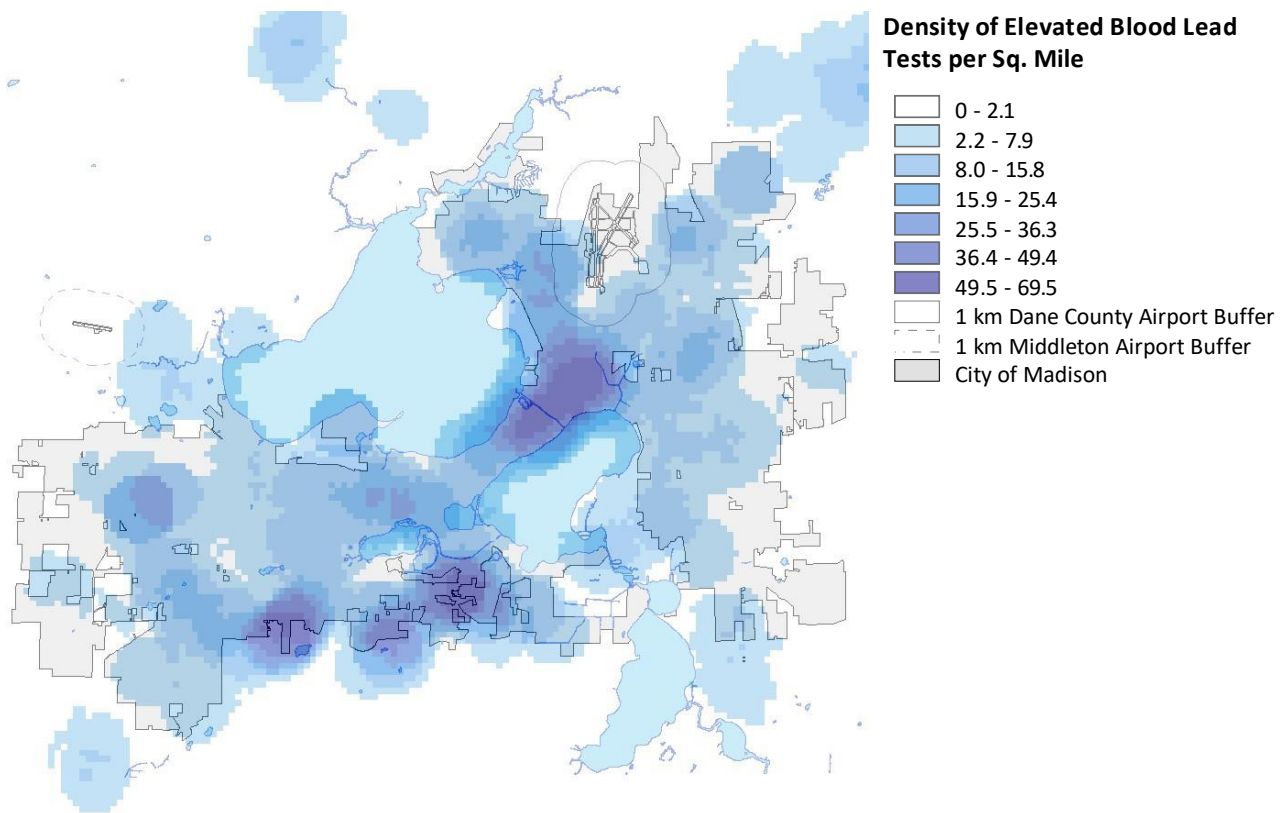 Density of Elevated Blood Lead
Tests per Sq. Mile
0 - 2.1
2.2 - 7.9
8.0 - 15.8
15.9 - 25.4
25.5 - 36.3
36.4 - 49.4
49.5 - 69.5
1 km Dane County Airport Buffer
1 km Middleton Airport Buffer
City of Madison